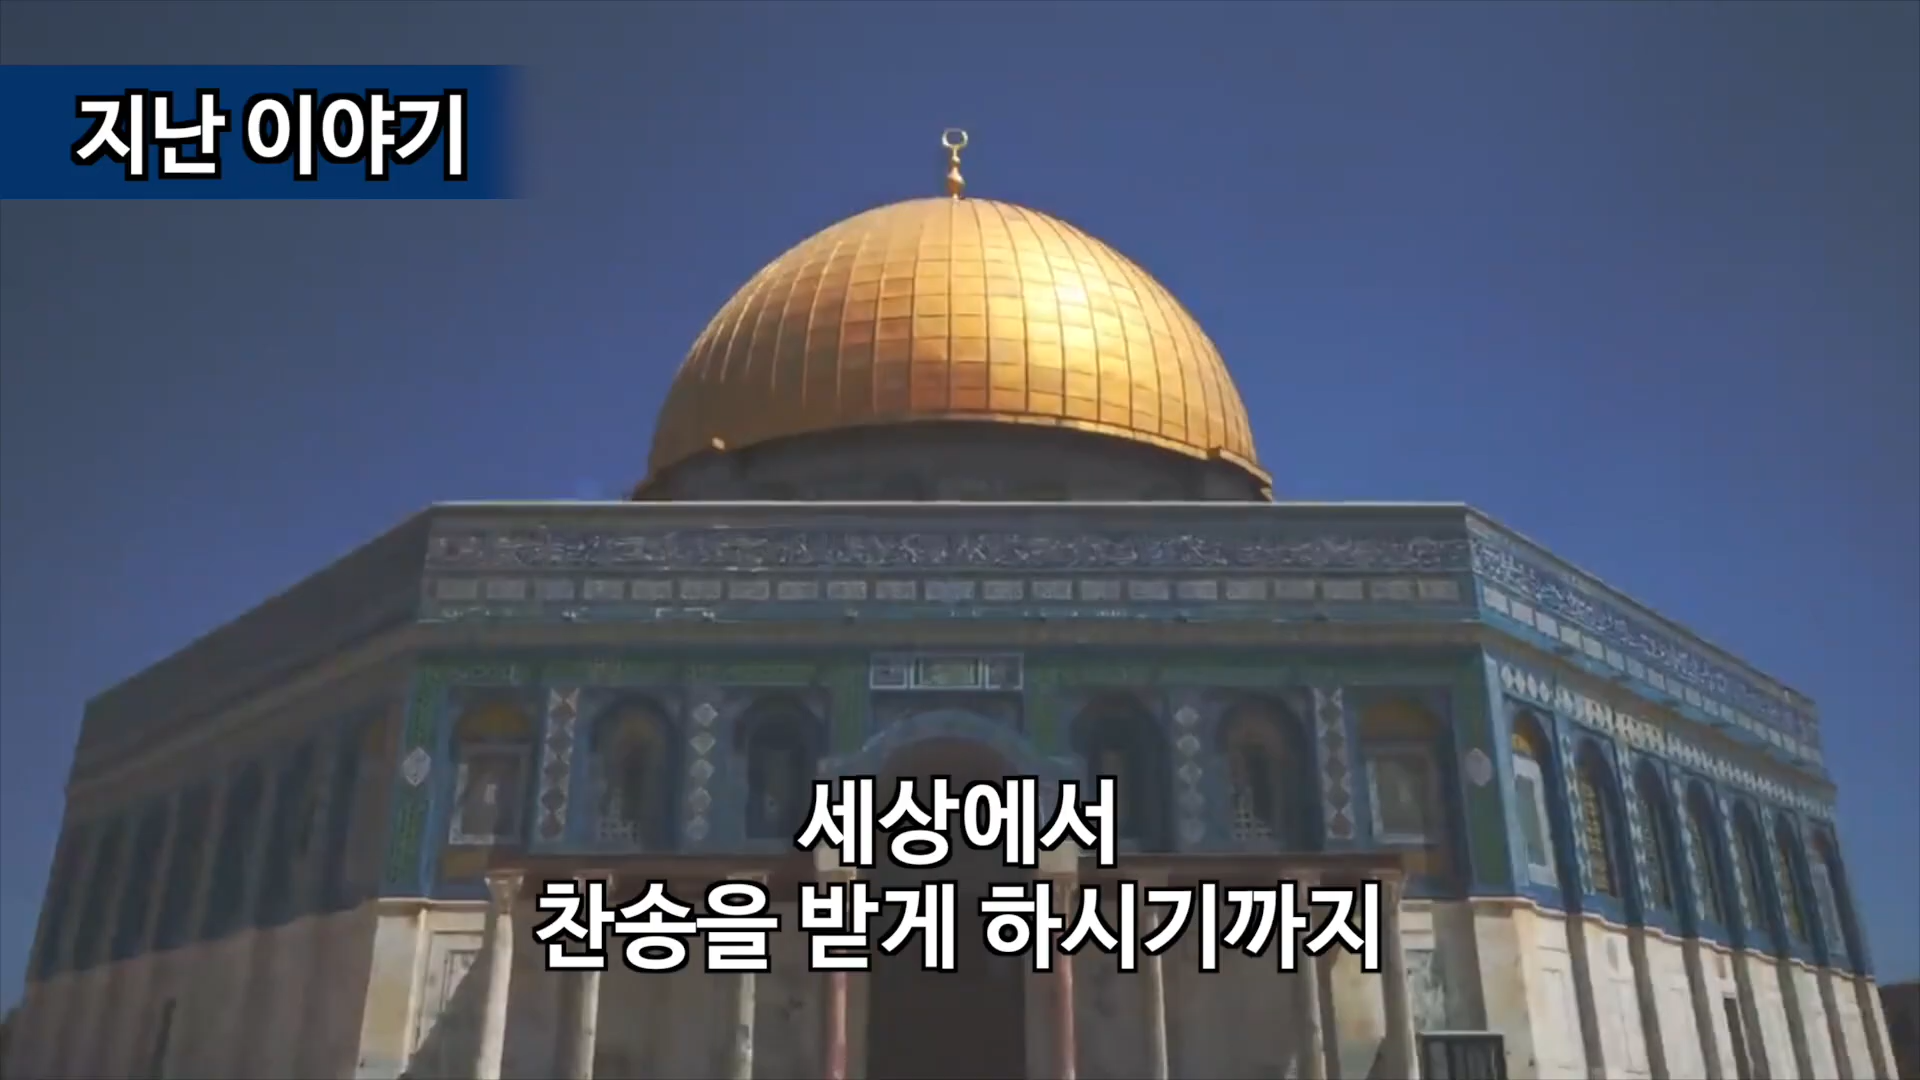 지난 이야기
세상에서
찬송을 받게 하시기까지